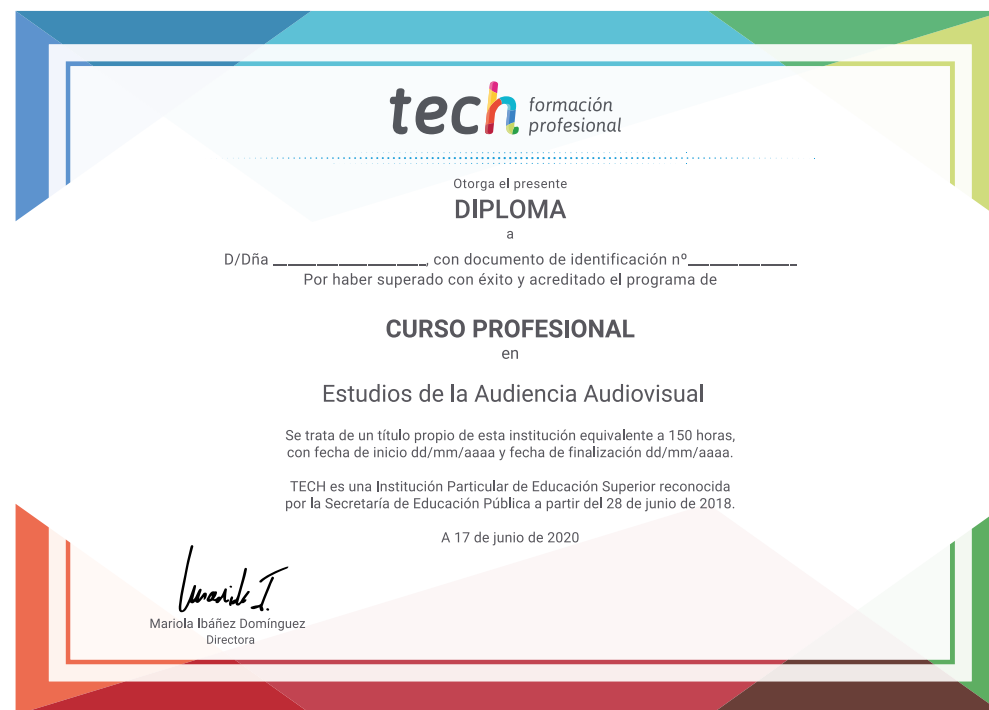 tech formación
profesional
Otorga el presente
DIPLOMA
a
D/Dña ____________________, con documento de identificación nº______________
Por haber superado con éxito y acreditado el programa de
CURSO PROFESIONAL
en
Estudios de la Audiencia Audiovisual
Se trata de un título propio de esta institución equivalente a 150 horas,
con fecha de inicio dd/mm/aaaa y fecha de finalización dd/mm/aaaa.
TECH es una Institución Particular de Educación Superior reconocida
por la Secretaría de Educación Pública a partir del 28 de junio de 2018.
A 17 de junio de 2020
Mariola Ibáñez Domínguez
Directora